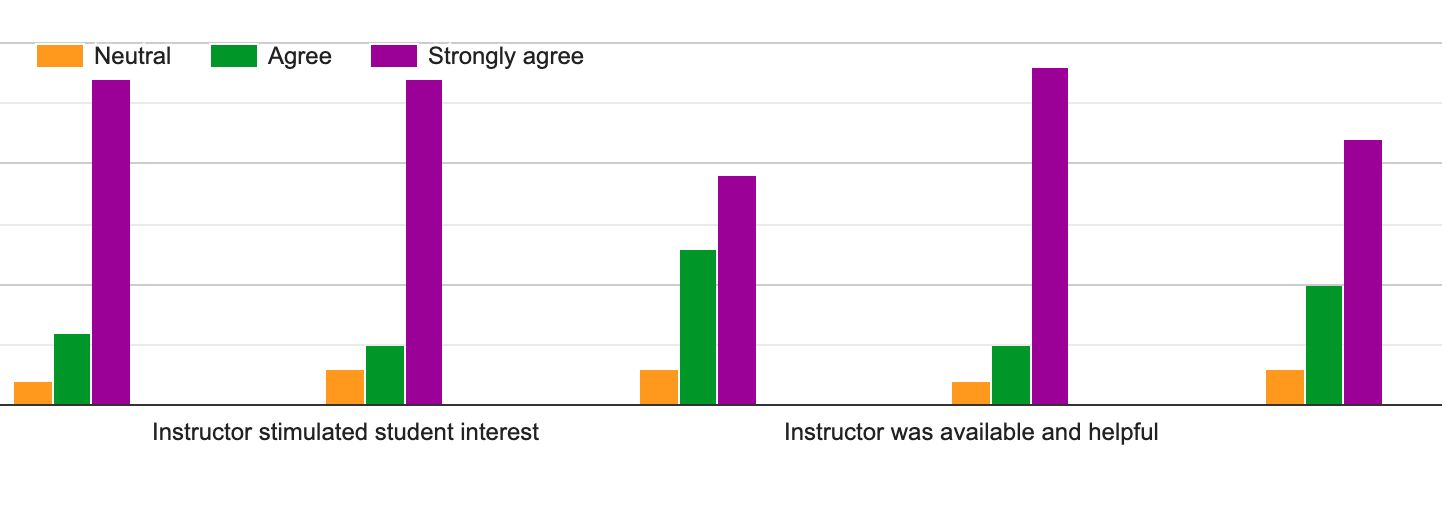 Neutral Agree Strongly agree
Instructor stimulated student interest Instructor was available and helpful